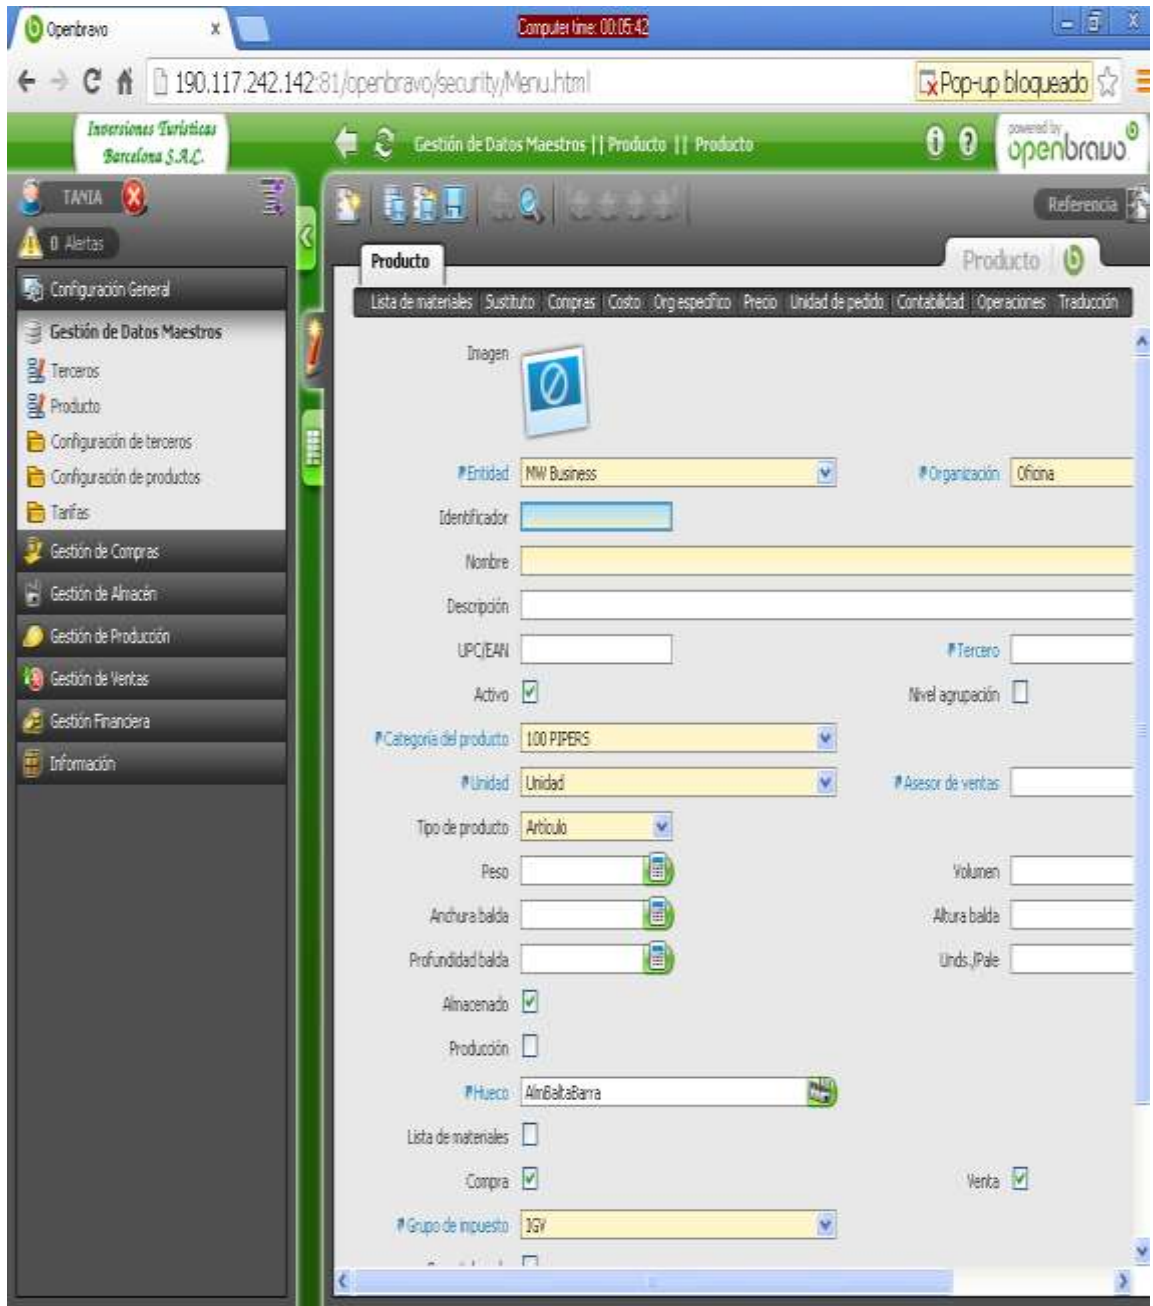 Openbravo x Computer time: 00:05:42
190.117.242.142:81/openbravo/security/Menu.html Pop-up bloqueado
Inversiones Turísticas
Barcelona S.A.C.
Gestión de Datos Maestros || Producto || Producto
powered by
openbravo
TANIA
Referencia
0 Alertas
Producto
Producto
Configuración General
Lista de materiales Sustituto Compras Costo Org específico Precio Unidad de pedido Contabilidad Operaciones Traducción
Gestión de Datos Maestros
Terceros
Producto
Configuración de terceros
Configuración de productos
Tarifas
Gestión de Compras
Gestión de Almacén
Gestión de Producción
Gestión de Ventas
Gestión Financiera
Información
Imagen
Entidad MW Business Organización Oficina
Identificador
Nombre
Descripción
UPC/EAN Tercero
Activo Nivel agrupación
Categoría del producto 100 PIPERS
Unidad Unidad Asesor de ventas
Tipo de producto Artículo
Peso Volumen
Anchura balda Altura balda
Profundidad balda Unds./Pale
Almacenado
Producción
Hueco AlmBaltaBarra
Lista de materiales
Compra Venta
Grupo de impuesto IGV